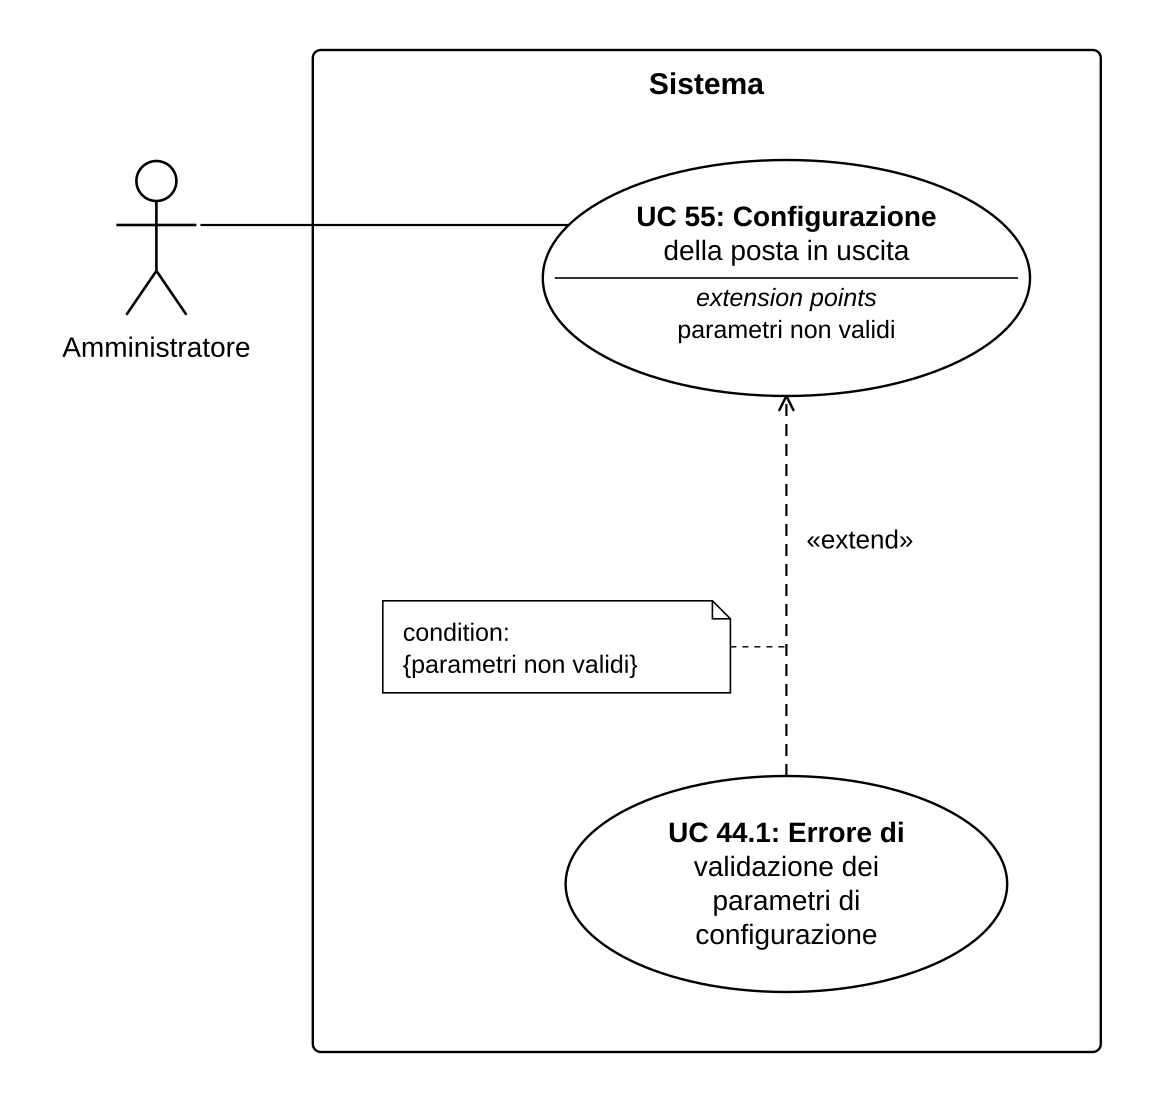 Sistema
UC 55: Configurazione
della posta in uscita
extension points
parametri non validi
Amministratore
«extend»
condition:
{parametri non validi}
UC 44.1: Errore di
validazione dei
parametri di
configurazione